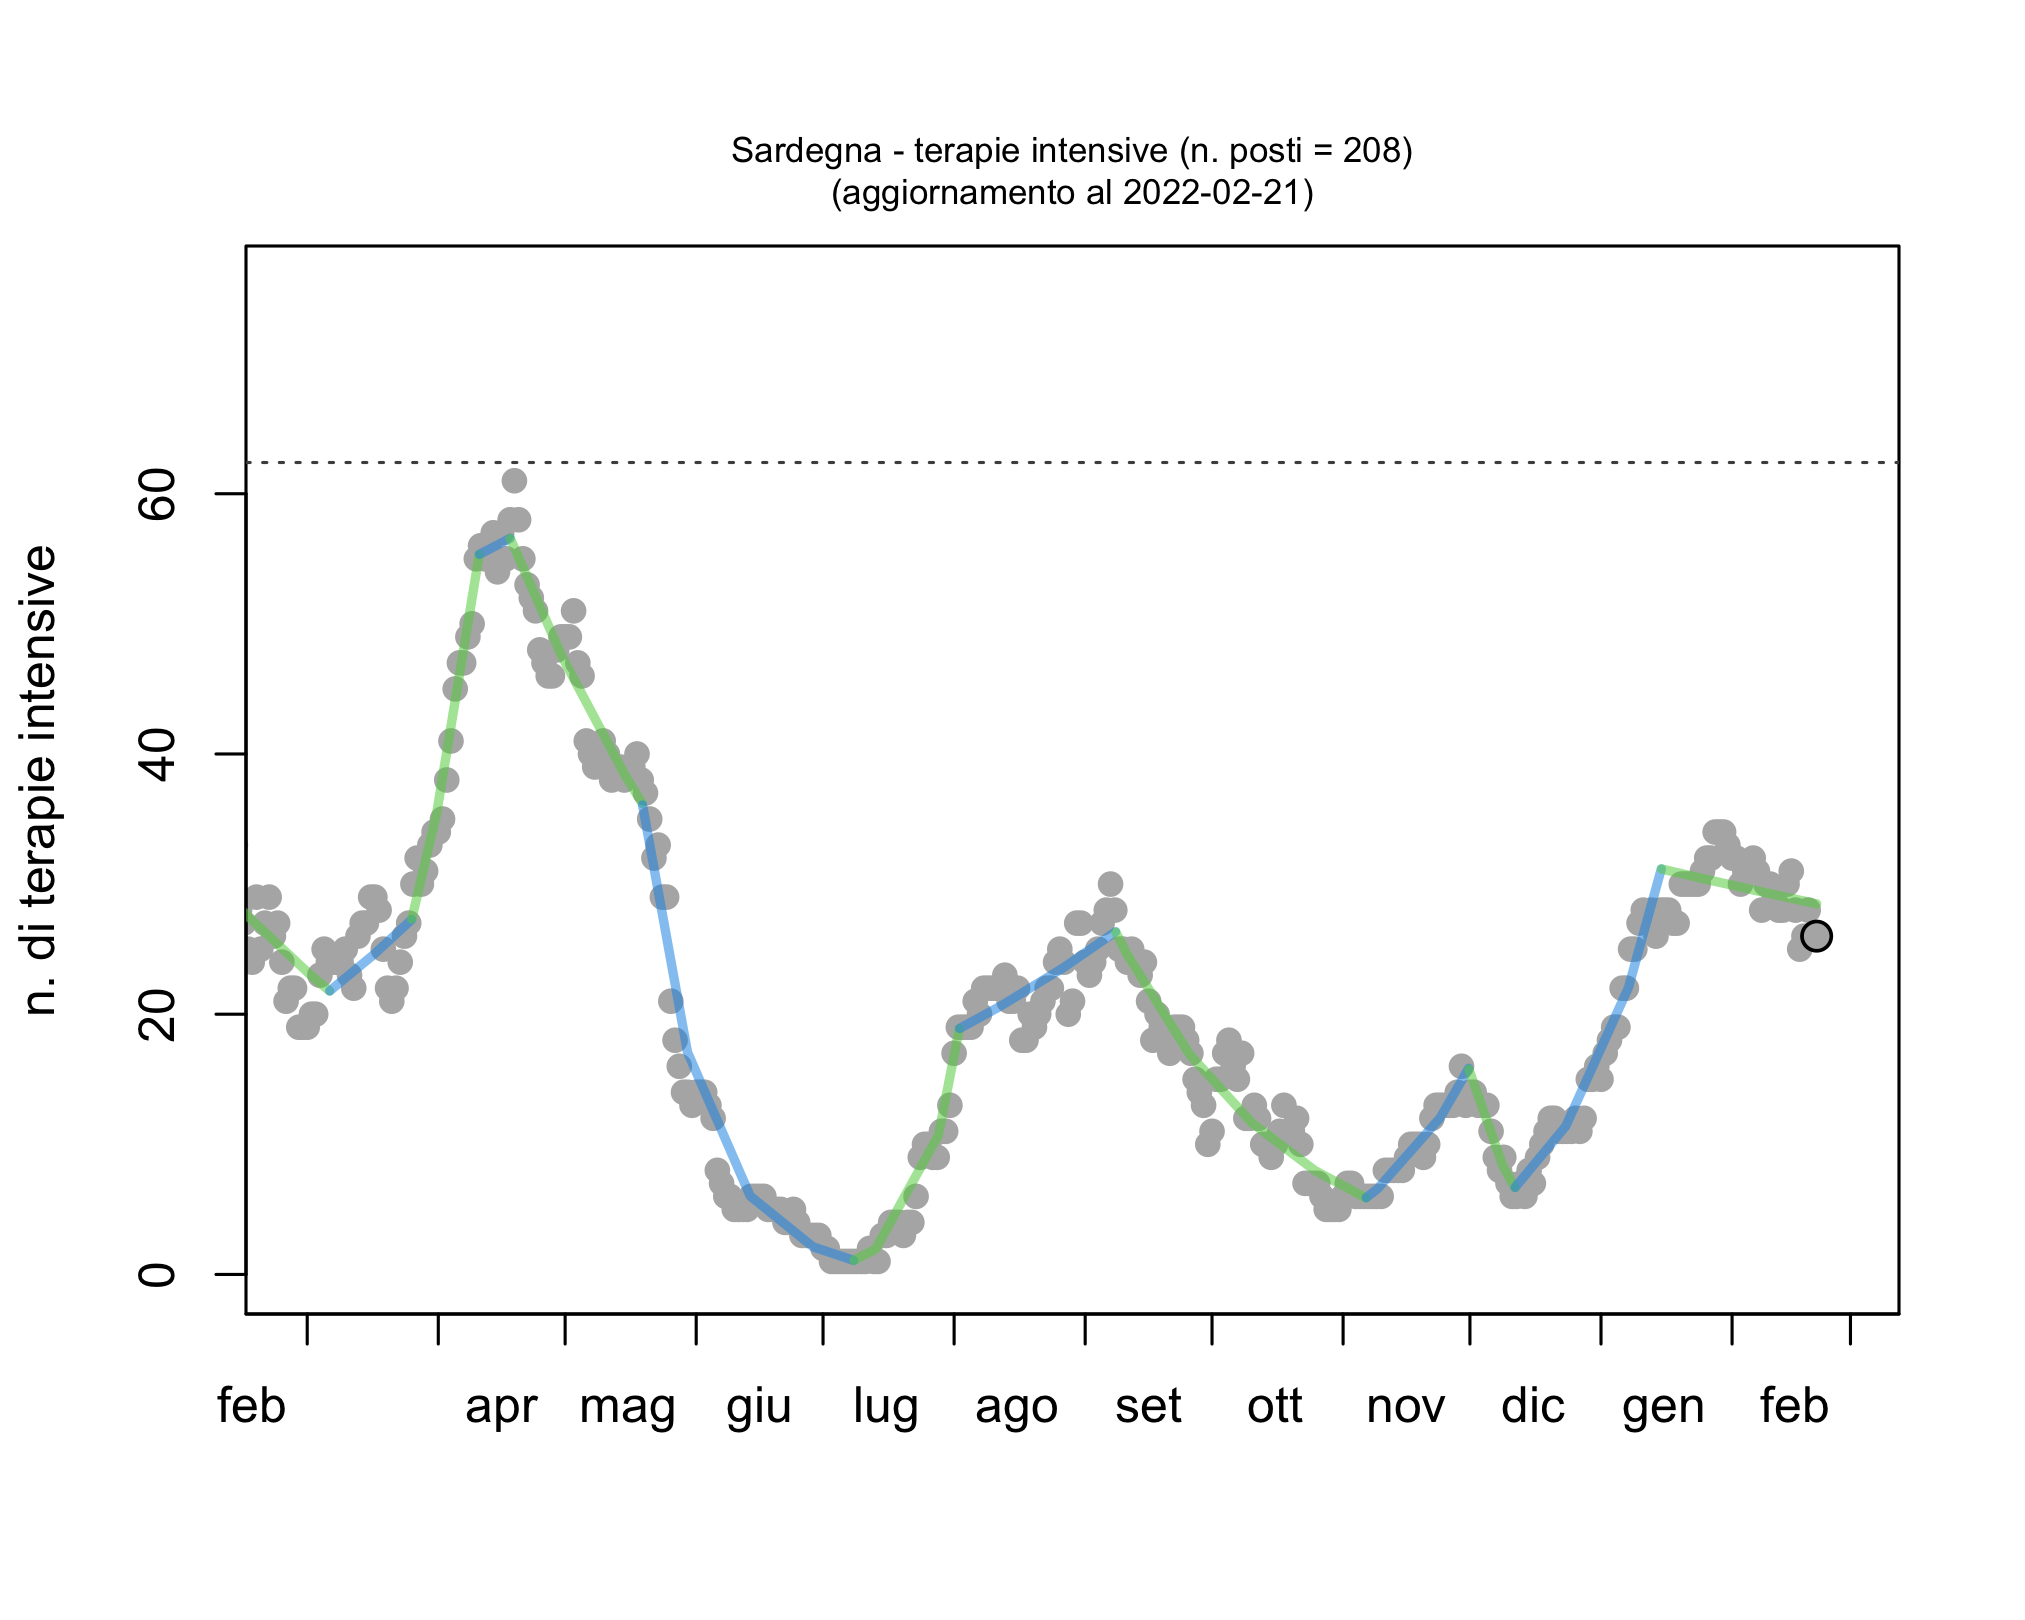 Sardegna - terapie intensive (n. posti = 208)
(aggiornamento al 2022-02-21)
n. di terapie intensive
60
40
20
0
feb apr mag giu lug ago set ott nov dic gen feb